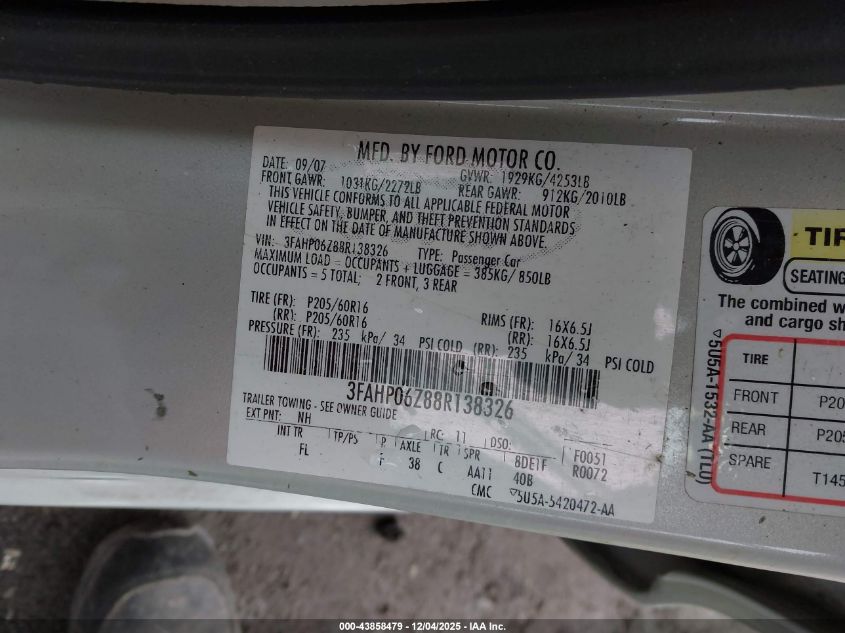 MFD. BY FORD MOTOR CO.
DATE: 09/07 GVWR: 1929KG/4253LB
FRONT GAWR: 1031KG/2272LB REAR GAWR: 912KG/2010LB
THIS VEHICLE CONFORMS TO ALL APPLICABLE FEDERAL MOTOR
VEHICLE SAFETY, BUMPER, AND THEFT PREVENTION STANDARDS
IN EFFECT ON THE DATE OF MANUFACTURE SHOWN ABOVE.
VIN: 3FAHP06Z88R138326 TYPE: Passenger Car
MAXIMUM LOAD = OCCUPANTS + LUGGAGE = 385KG/ 850LB
OCCUPANTS = 5 TOTAL; 2 FRONT, 3 REAR
TIRE (FR): P205/60R16 RIMS (FR): 16X6.5J
(RR): P205/60R16 (RR): 16X6.5J
PRESSURE (FR): 235 kPa/ 34 PSI COLD (RR): 235 kPa/ 34 PSI COLD
3FAHP06Z88R138326
TRAILER TOWING - SEE OWNER GUIDE
EXT PNT: NH RC: 11 DSO: F0051
INT TR TP/PS P AXLE TR SPR 8DE1F R0072
FL F 38 C AA11 40B
CMC 5U5A-5420472-AA
5U5A-1532-AA (TLO)
TIR
SEATING
The combined w
and cargo sh
TIRE
FRONT P20
REAR P205
SPARE T145
000-43858479 - 12/04/2025 - IAA Inc.